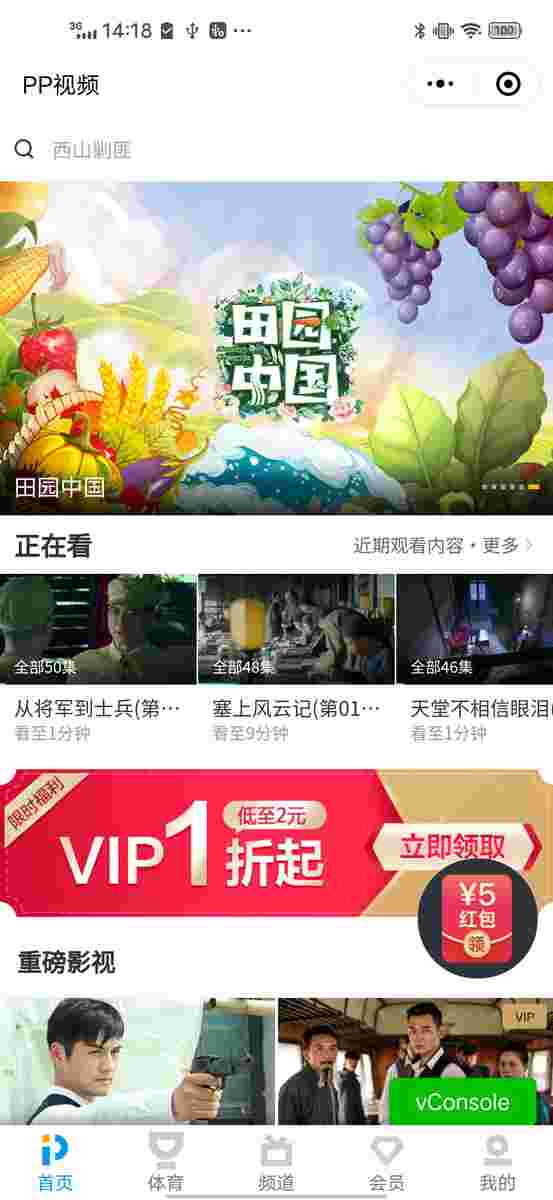 3G 14:18 100
PP视频
西山剿匪
田园
中国
田园中国
正在看
近期观看内容·更多
全部50集
全部48集
全部46集
从将军到士兵(第…
塞上风云记(第01…
天堂不相信眼泪(
看至1分钟
看至9分钟
看至1分钟
限时福利
VIP1折起
低至2元
立即领取
¥5
红包
领
重磅影视
VIP
vConsole
首页
体育
频道
会员
我的